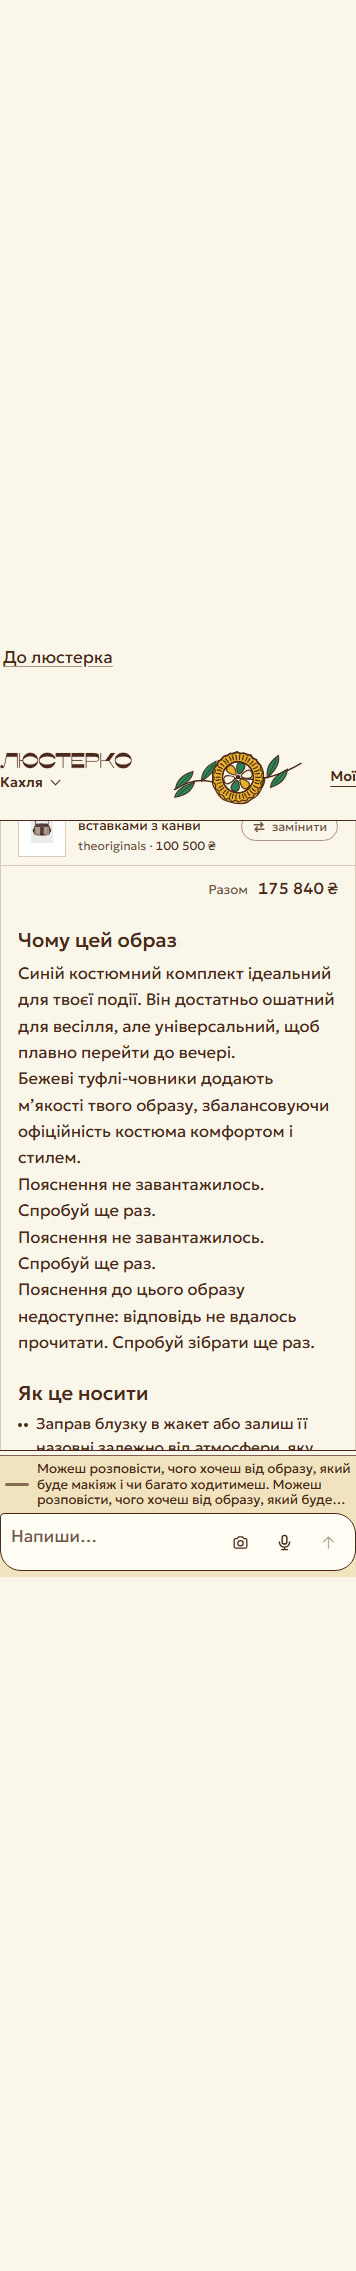 До люстерка
ЛЮСТЕРКО
Кахля
Мої
вставками з канви
замінити
theoriginals · 100 500 ₴
Разом 175 840 ₴
Чому цей образ
Синій костюмний комплект ідеальний
для твоєї події. Він достатньо ошатний
для весілля, але універсальний, щоб
плавно перейти до вечері.
Бежеві туфлі-човники додають
м’якості твого образу, збалансовуючи
офіційність костюма комфортом і
стилем.
Пояснення не завантажилось.
Спробуй ще раз.
Пояснення не завантажилось.
Спробуй ще раз.
Пояснення до цього образу
недоступне: відповідь не вдалось
прочитати. Спробуй зібрати ще раз.
Як це носити
Заправ блузку в жакет або залиш її
назовні залежно від атмосфери, яку
Можеш розповісти, чого хочеш від образу, який
буде макіяж і чи багато ходитимеш. Можеш
розповісти, чого хочеш від образу, який буде…
Напиши…